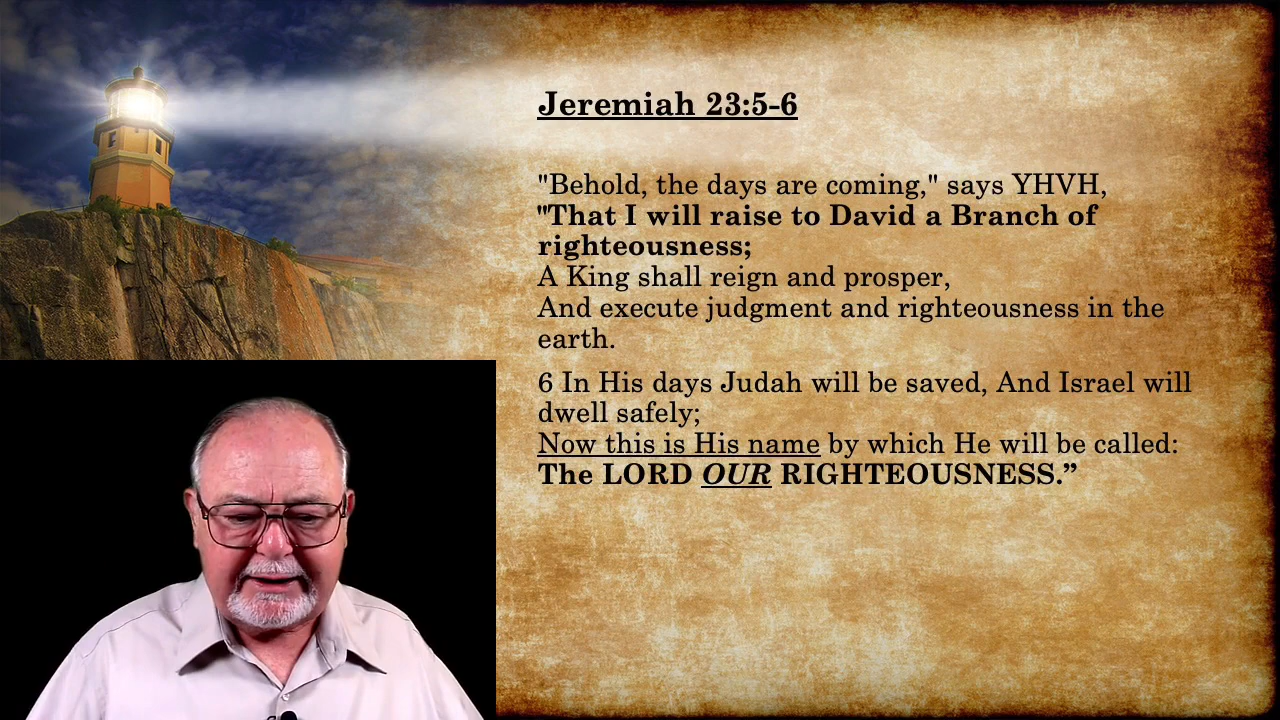 Jeremiah 23:5-6
"Behold, the days are coming," says YHVH,
"That I will raise to David a Branch of
righteousness;
A King shall reign and prosper,
And execute judgment and righteousness in the
earth.
6 In His days Judah will be saved, And Israel will
dwell safely;
Now this is His name by which He will be called:
The LORD OUR RIGHTEOUSNESS.”